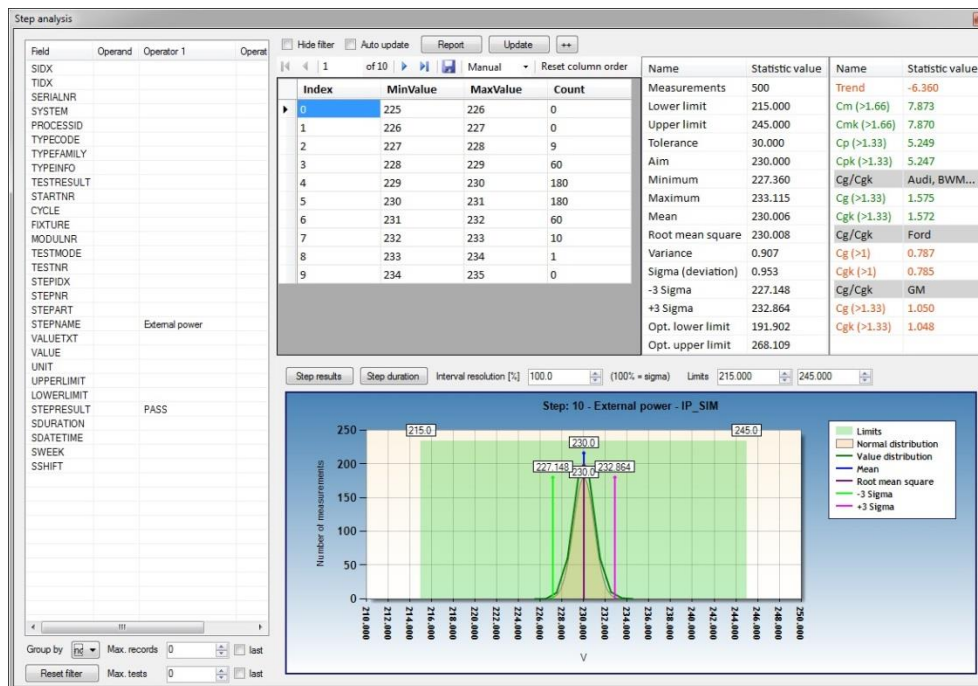 Step analysis
Field Operand Operator 1 Operat
SIDX
TIDX
SERIALNR
SYSTEM
PROCESSID
TYPECODE
TYPEFAMILY
TYPEINFO
TESTRESULT
STARTNR
CYCLE
FIXTURE
MODULNR
TESTMODE
TESTNR
STEPIDX
STEPNR
STEPART
STEPNAME External power
VALUETXT
VALUE
UNIT
UPPERLIMIT
LOWERLIMIT
STEPRESULT PASS
SDURATION
SDATETIME
SWEEK
SSHIFT
Group by Max. records 0 last
Reset filter Max. tests 0 last
Hide filter Auto update Report Update ++
1 of 10 Manual Reset column order
Index MinValue MaxValue Count
0 225 226 0
1 226 227 0
2 227 228 9
3 228 229 60
4 229 230 180
5 230 231 180
6 231 232 60
7 232 233 10
8 233 234 1
9 234 235 0
Name Statistic value
Measurements 500
Lower limit 215.000
Upper limit 245.000
Tolerance 30.000
Aim 230.000
Minimum 227.360
Maximum 233.115
Mean 230.006
Root mean square 230.008
Variance 0.907
Sigma (deviation) 0.953
-3 Sigma 227.148
+3 Sigma 232.864
Opt. lower limit 191.902
Opt. upper limit 268.109
Name Statistic value
Trend -6.360
Cm (>1.66) 7.873
Cmk (>1.66) 7.870
Cp (>1.33) 5.249
Cpk (>1.33) 5.247
Cg/Cgk Audi, BWM...
Cg (>1.33) 1.575
Cgk (>1.33) 1.572
Cg/Cgk Ford
Cg (>1) 0.787
Cgk (>1) 0.785
Cg/Cgk GM
Cg (>1.33) 1.050
Cgk (>1.33) 1.048
Step results Step duration Interval resolution [%] 100.0 (100% = sigma) Limits 215.000 245.000
Step: 10 - External power - IP_SIM
Number of measurements
250
200
150
100
50
0
215.0 245.0
230.0
227.148 230.0 232.864
210.000 212.000 214.000 216.000 218.000 220.000 222.000 224.000 226.000 228.000 230.000 232.000 234.000 236.000 238.000 240.000 242.000 244.000 246.000 248.000 250.000
V
Limits
Normal distribution
Value distribution
Mean
Root mean square
-3 Sigma
+3 Sigma